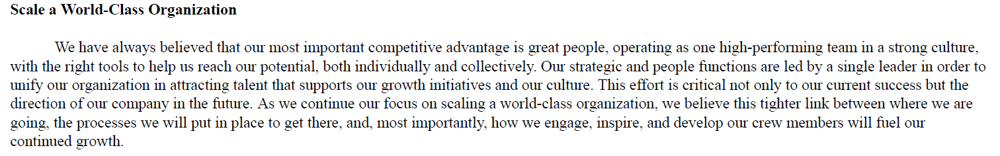 Scale a World-Class Organization
We have always believed that our most important competitive advantage is great people, operating as one high-performing team in a strong culture,
with the right tools to help us reach our potential, both individually and collectively. Our strategic and people functions are led by a single leader in order to
unify our organization in attracting talent that supports our growth initiatives and our culture. This effort is critical not only to our current success but the
direction of our company in the future. As we continue our focus on scaling a world-class organization, we believe this tighter link between where we are
going, the processes we will put in place to get there, and, most importantly, how we engage, inspire, and develop our crew members will fuel our
continued growth.